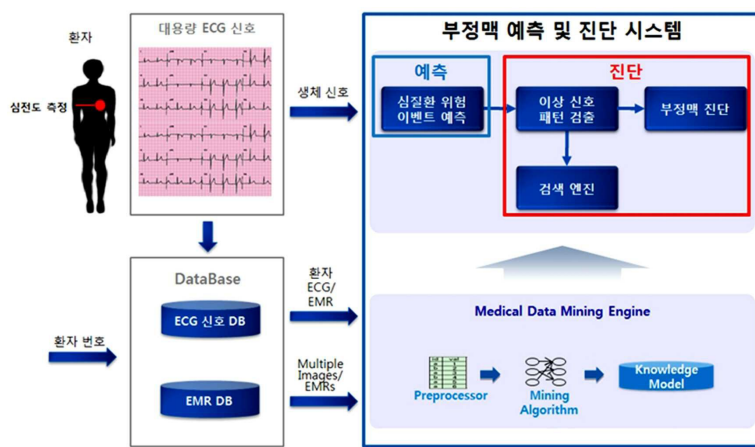 환자
심전도 측정
대용량 ECG 신호
생체 신호
부정맥 예측 및 진단 시스템
예측
진단
심질환 위험
이벤트 예측
이상 신호
패턴 검출
부정맥 진단
검색 엔진
환자 번호
DataBase
ECG 신호 DB
EMR DB
환자
ECG/
EMR
Multiple
Images/
EMRs
Medical Data Mining Engine
Preprocessor
Mining
Algorithm
Knowledge
Model